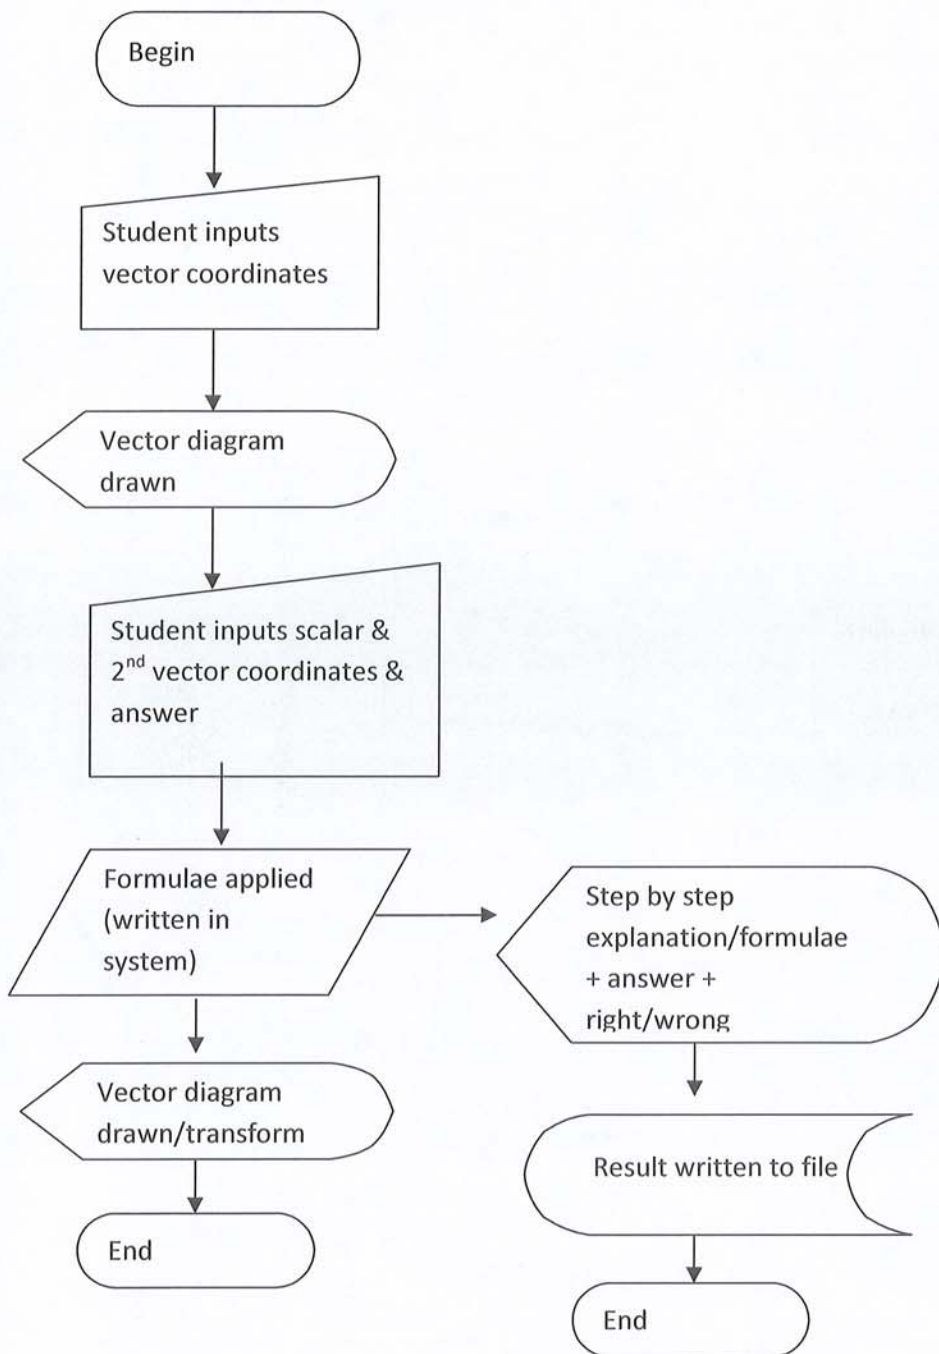 Begin
Student inputs
vector coordinates
Vector diagram
drawn
Student inputs scalar &
2nd vector coordinates &
answer
Formulae applied
(written in
system)
Step by step
explanation/formulae
+ answer +
right/wrong
Vector diagram
drawn/transform
Result written to file
End
End